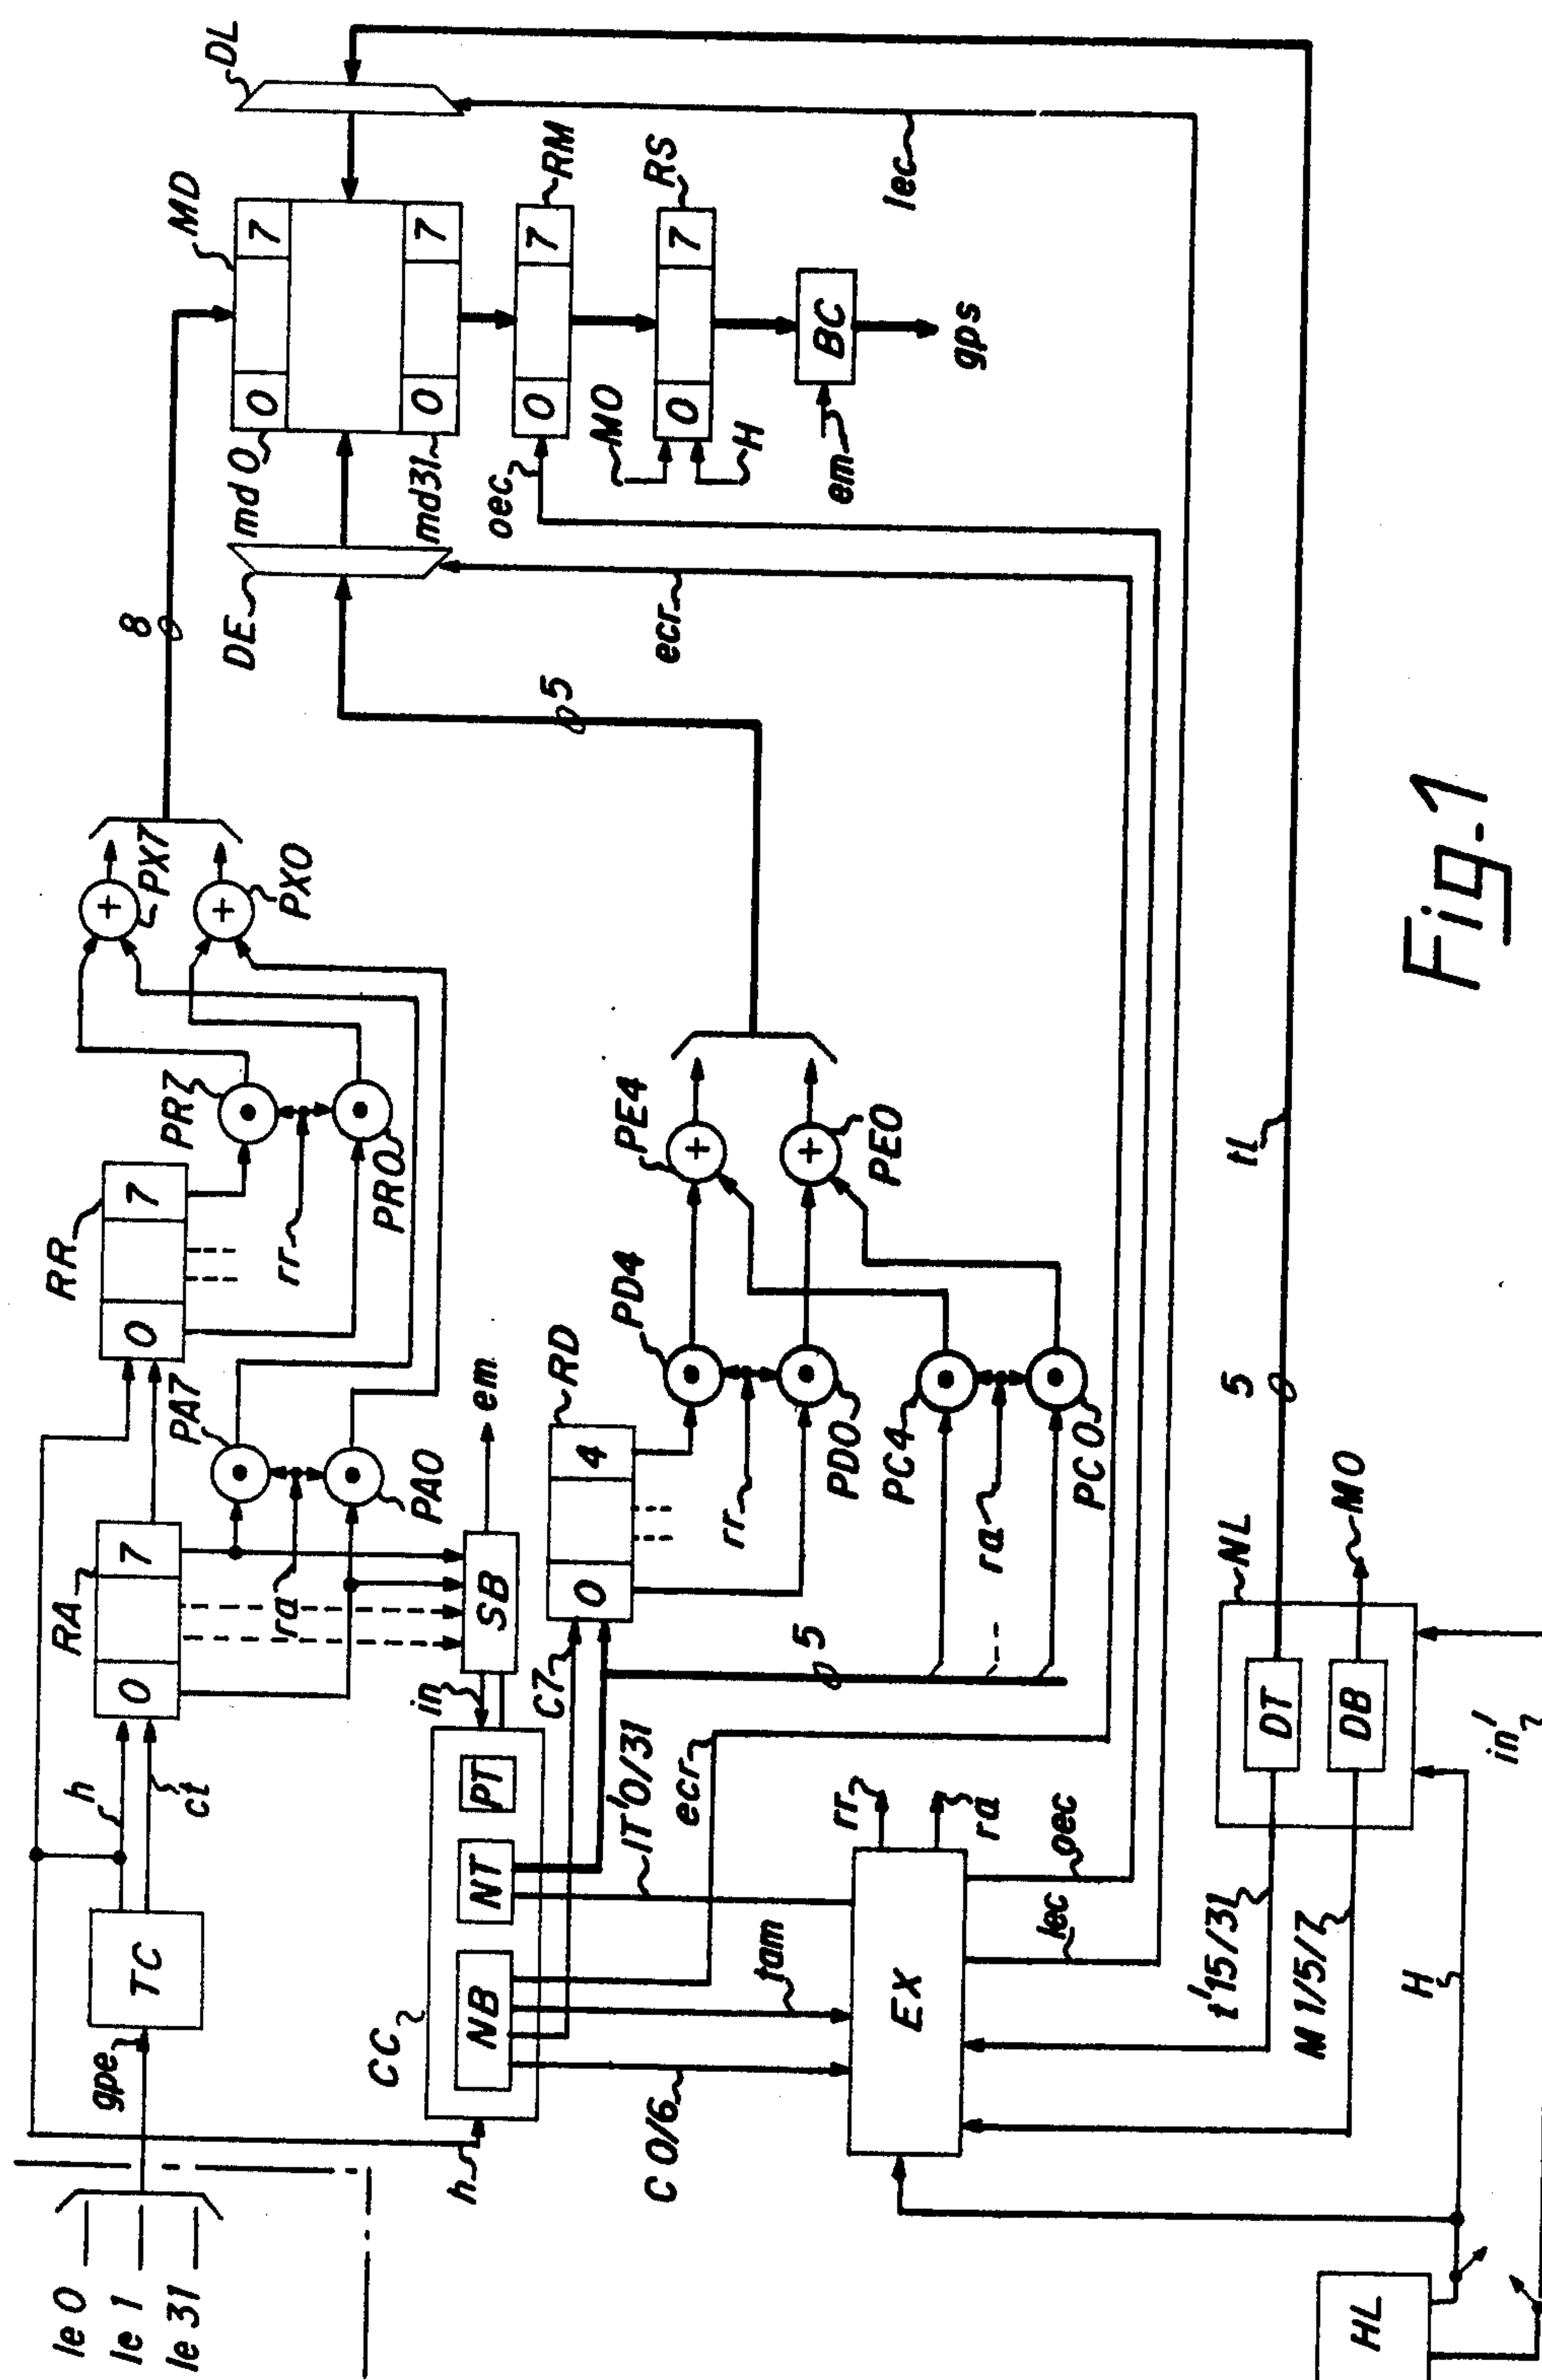 le 0
le 1
le 31
gpe
TC
h
ct
RA
0
7
PA7
PA0
ra
RR
0
7
PR7
PR0
rr
PX7
PX0
8
MD
0
7
md 0
0
7
md31
DE
DL
RM
0
7
oec
MO
RS
0
7
H
BC
em
gps
ecr
lec
5
h
CC
NB
NT
PT
in
SB
em
C7
RD
0
4
PD4
PD0
rr
PE4
PE0
PC4
PC0
ra
5
IT'0/31
ecr
tam
C 0/6
EX
rr
ra
oec
lec
t'15/31
M 1/5/7
H
NL
DT
DB
MO
5
tL
in'
HL
Fig-1